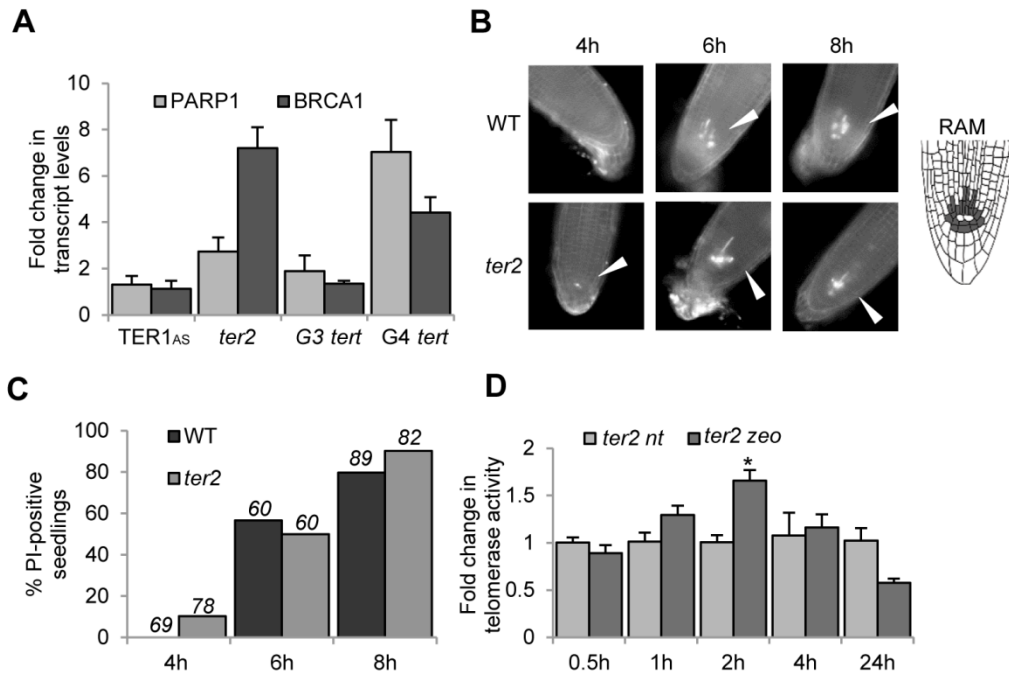 A
PARP1 BRCA1
Fold change in
transcript levels
8
6
4
2
0
TER1AS ter2 G3 tert G4 tert
B
4h 6h 8h
WT
ter2
RAM
C
% PI-positive
seedlings
WT
ter2
100
80
60
40
20
0
69 78 60 60 89 82
4h 6h 8h
D
ter2 nt ter2 zeo
Fold change in
telomerase activity
2
1.5
1
0.5
0
*
0.5h 1h 2h 4h 24h